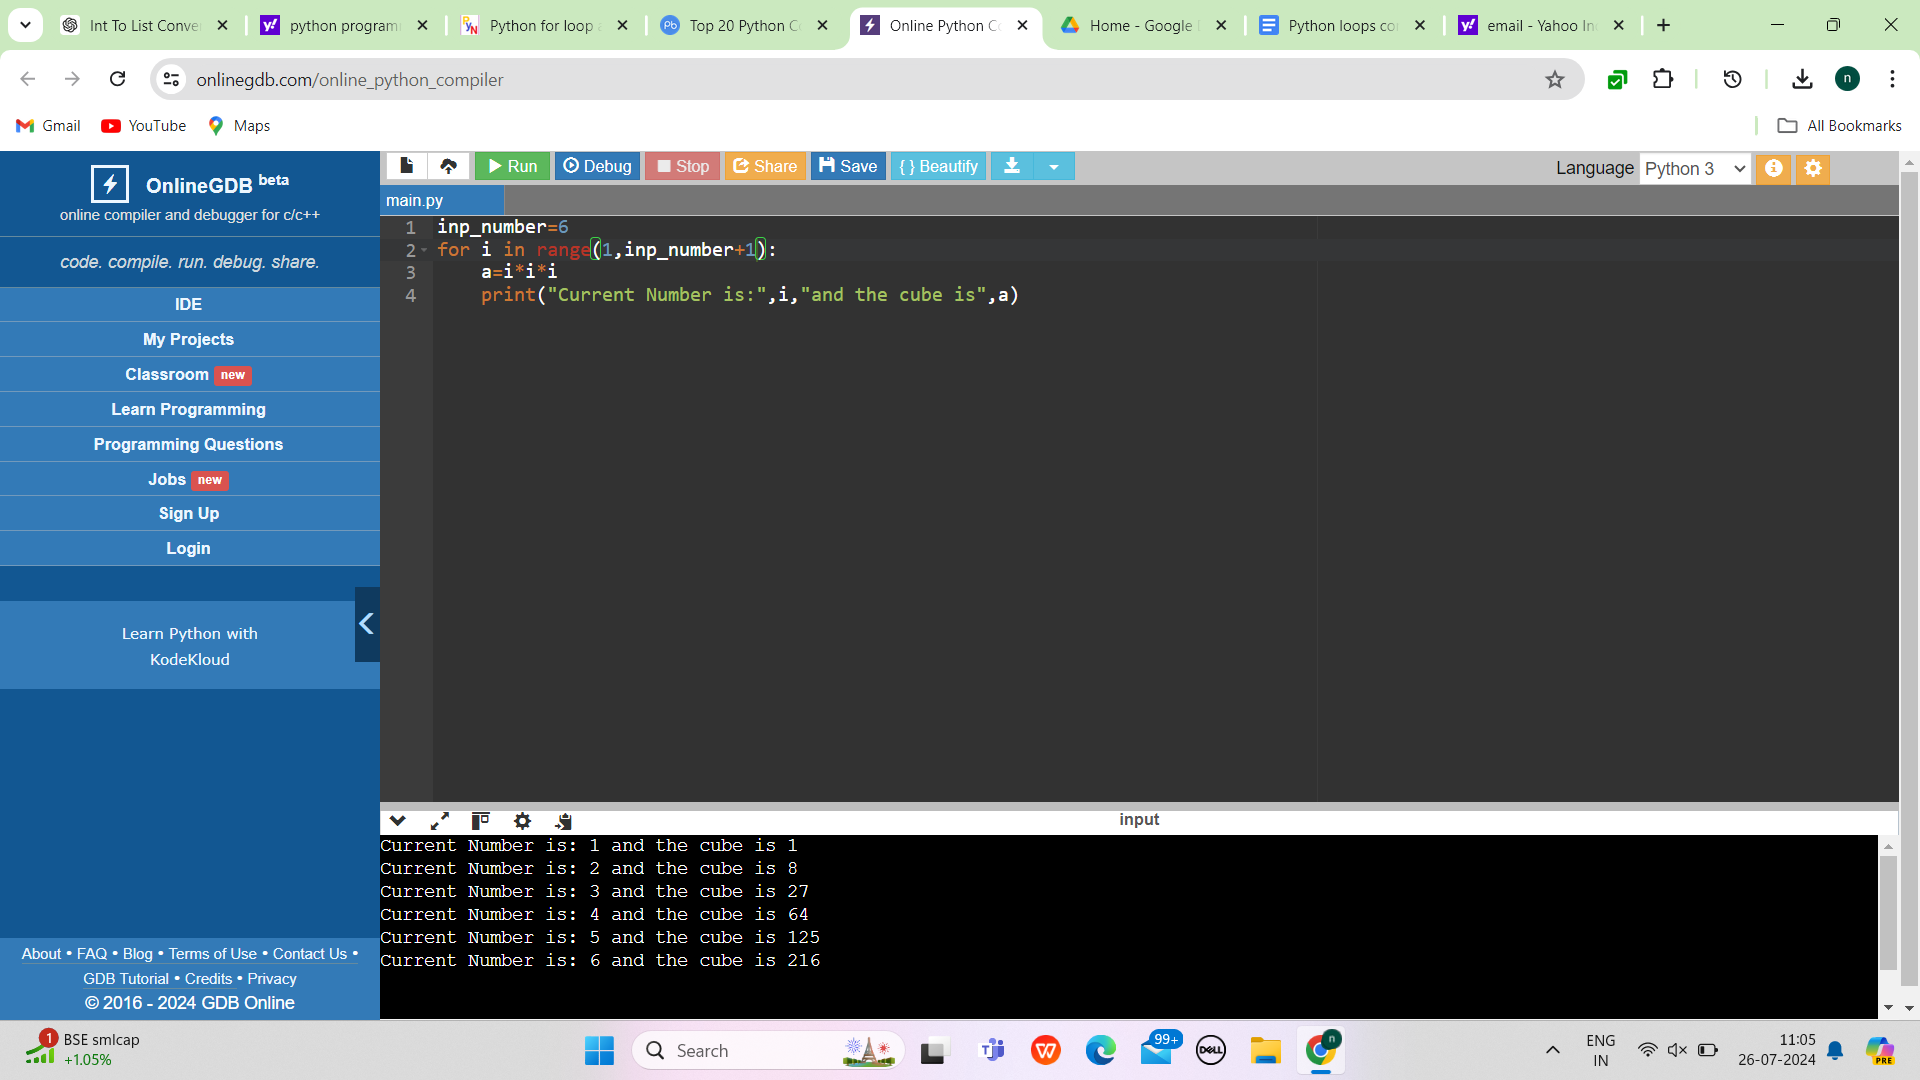 Int To List Conve
python program
Python for loop a
Top 20 Python C
Online Python C
Home - Google
Python loops co
email - Yahoo In
onlinegdb.com/online_python_compiler
n
Gmail
YouTube
Maps
All Bookmarks
OnlineGDB beta
online compiler and debugger for c/c++
code. compile. run. debug. share.
IDE
My Projects
Classroom new
Learn Programming
Programming Questions
Jobs new
Sign Up
Login
Learn Python with
KodeKloud
About • FAQ • Blog • Terms of Use • Contact Us •
GDB Tutorial • Credits • Privacy
© 2016 - 2024 GDB Online
Run Debug Stop Share Save { } Beautify
Language Python 3
main.py
1 inp_number=6
2 for i in range(1,inp_number+1):
3 a=i*i*i
4 print("Current Number is:",i,"and the cube is",a)
input
Current Number is: 1 and the cube is 1
Current Number is: 2 and the cube is 8
Current Number is: 3 and the cube is 27
Current Number is: 4 and the cube is 64
Current Number is: 5 and the cube is 125
Current Number is: 6 and the cube is 216
1
BSE smlcap
+1.05%
Search
99+
DELL
n
ENG
IN
11:05
26-07-2024
PRE